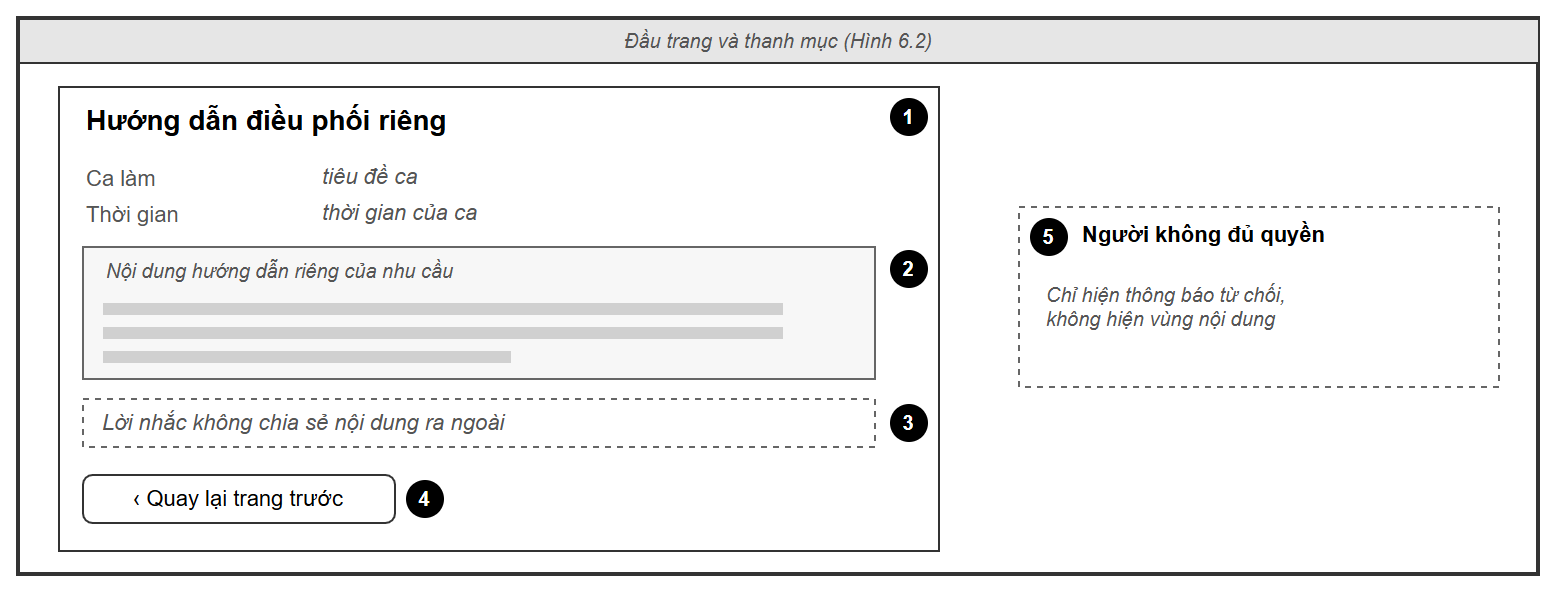 Đầu trang và thanh mục (Hình 6.2)
Hướng dẫn điều phối riêng
1
Ca làm
tiêu đề ca
Thời gian
thời gian của ca
Nội dung hướng dẫn riêng của nhu cầu
2
Lời nhắc không chia sẻ nội dung ra ngoài
3
‹ Quay lại trang trước
4
5
Người không đủ quyền
Chỉ hiện thông báo từ chối,
không hiện vùng nội dung